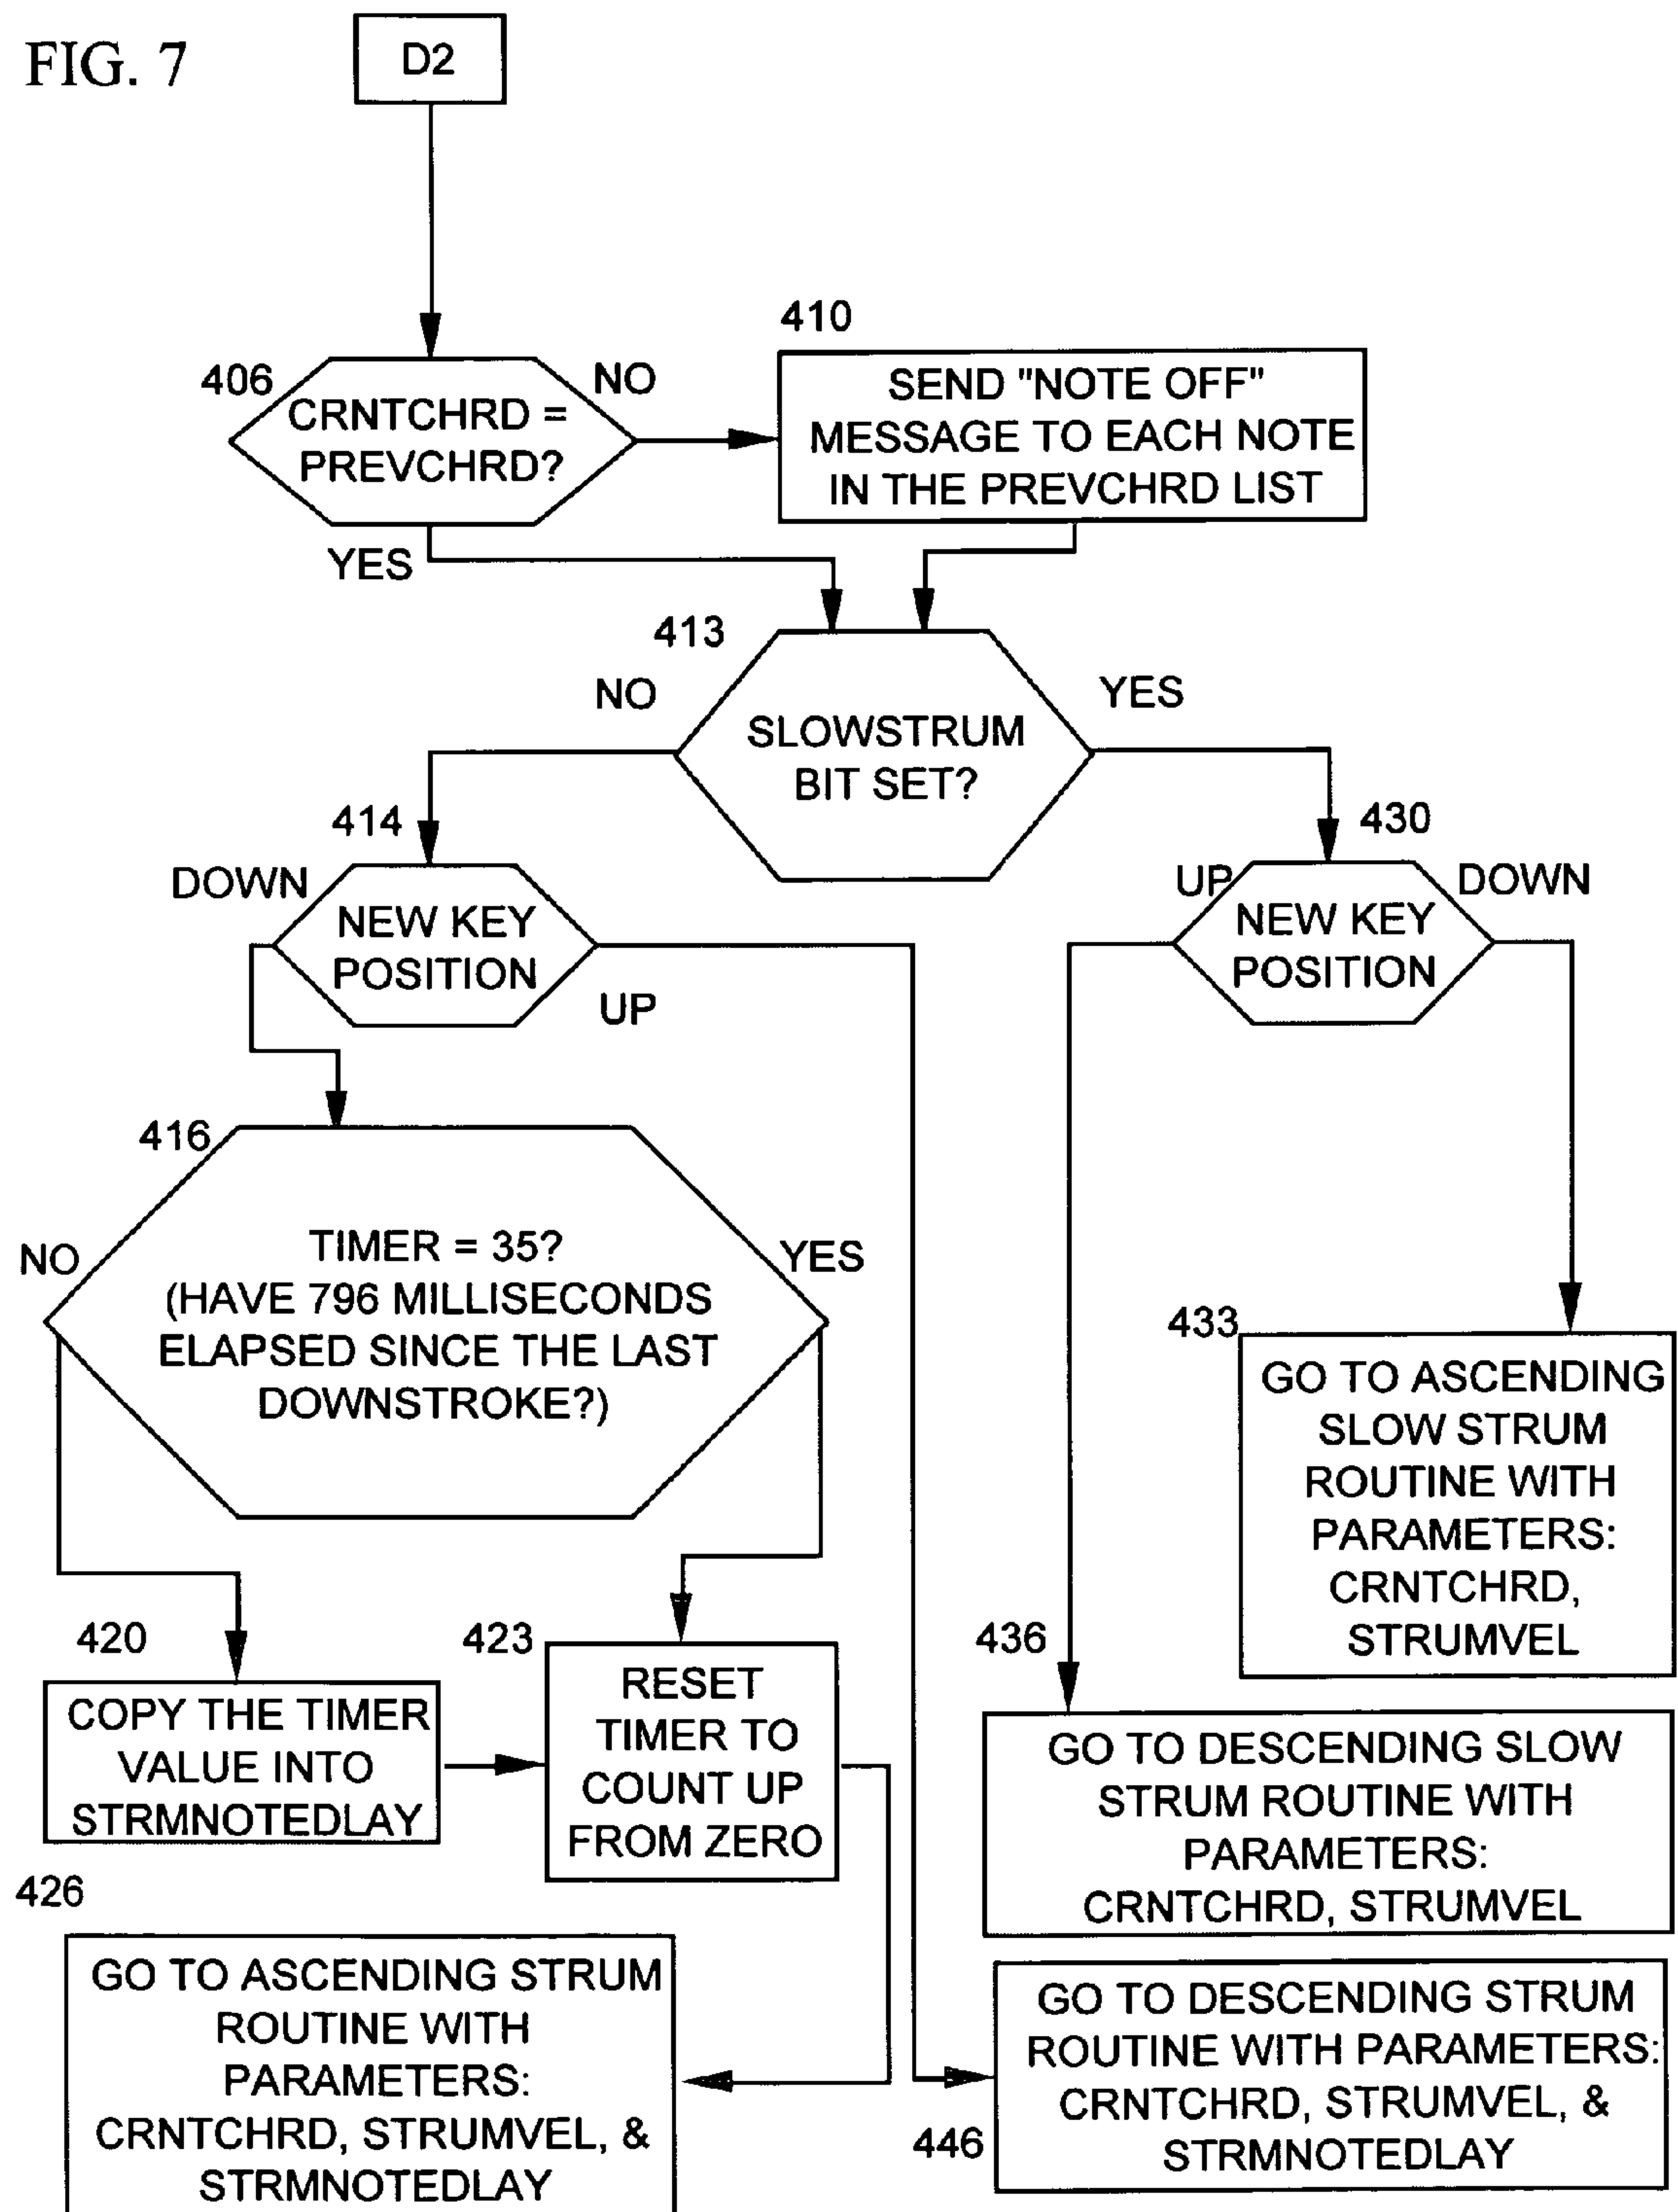 FIG. 7
D2
406
CRNTCHRD =
PREVCHRD?
NO
YES
410
SEND "NOTE OFF"
MESSAGE TO EACH NOTE
IN THE PREVCHRD LIST
413
NO
YES
SLOWSTRUM
BIT SET?
414
DOWN
NEW KEY
POSITION
UP
430
UP
DOWN
NEW KEY
POSITION
416
NO
YES
TIMER = 35?
(HAVE 796 MILLISECONDS
ELAPSED SINCE THE LAST
DOWNSTROKE?)
433
GO TO ASCENDING
SLOW STRUM
ROUTINE WITH
PARAMETERS:
CRNTCHRD,
STRUMVEL
420
COPY THE TIMER
VALUE INTO
STRMNOTEDLAY
423
RESET
TIMER TO
COUNT UP
FROM ZERO
436
GO TO DESCENDING SLOW
STRUM ROUTINE WITH
PARAMETERS:
CRNTCHRD, STRUMVEL
426
GO TO ASCENDING STRUM
ROUTINE WITH
PARAMETERS:
CRNTCHRD, STRUMVEL, &
STRMNOTEDLAY
446
GO TO DESCENDING STRUM
ROUTINE WITH PARAMETERS:
CRNTCHRD, STRUMVEL, &
STRMNOTEDLAY